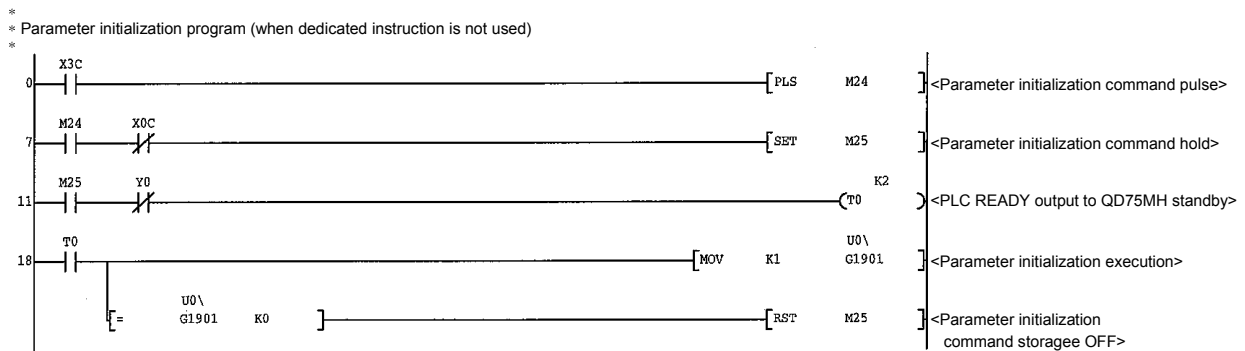 *
* Parameter initialization program (when dedicated instruction is not used)
*
X3C
0 [PLS M24 ] <Parameter initialization command pulse>
M24 X0C
7 [SET M25 ] <Parameter initialization command hold>
M25 Y0 K2
11 (T0 ) <PLC READY output to QD75MH standby>
T0 U0\
18 [MOV K1 G1901 ] <Parameter initialization execution>
U0\
[= G1901 K0 ] [RST M25 ] <Parameter initialization
command storagee OFF>